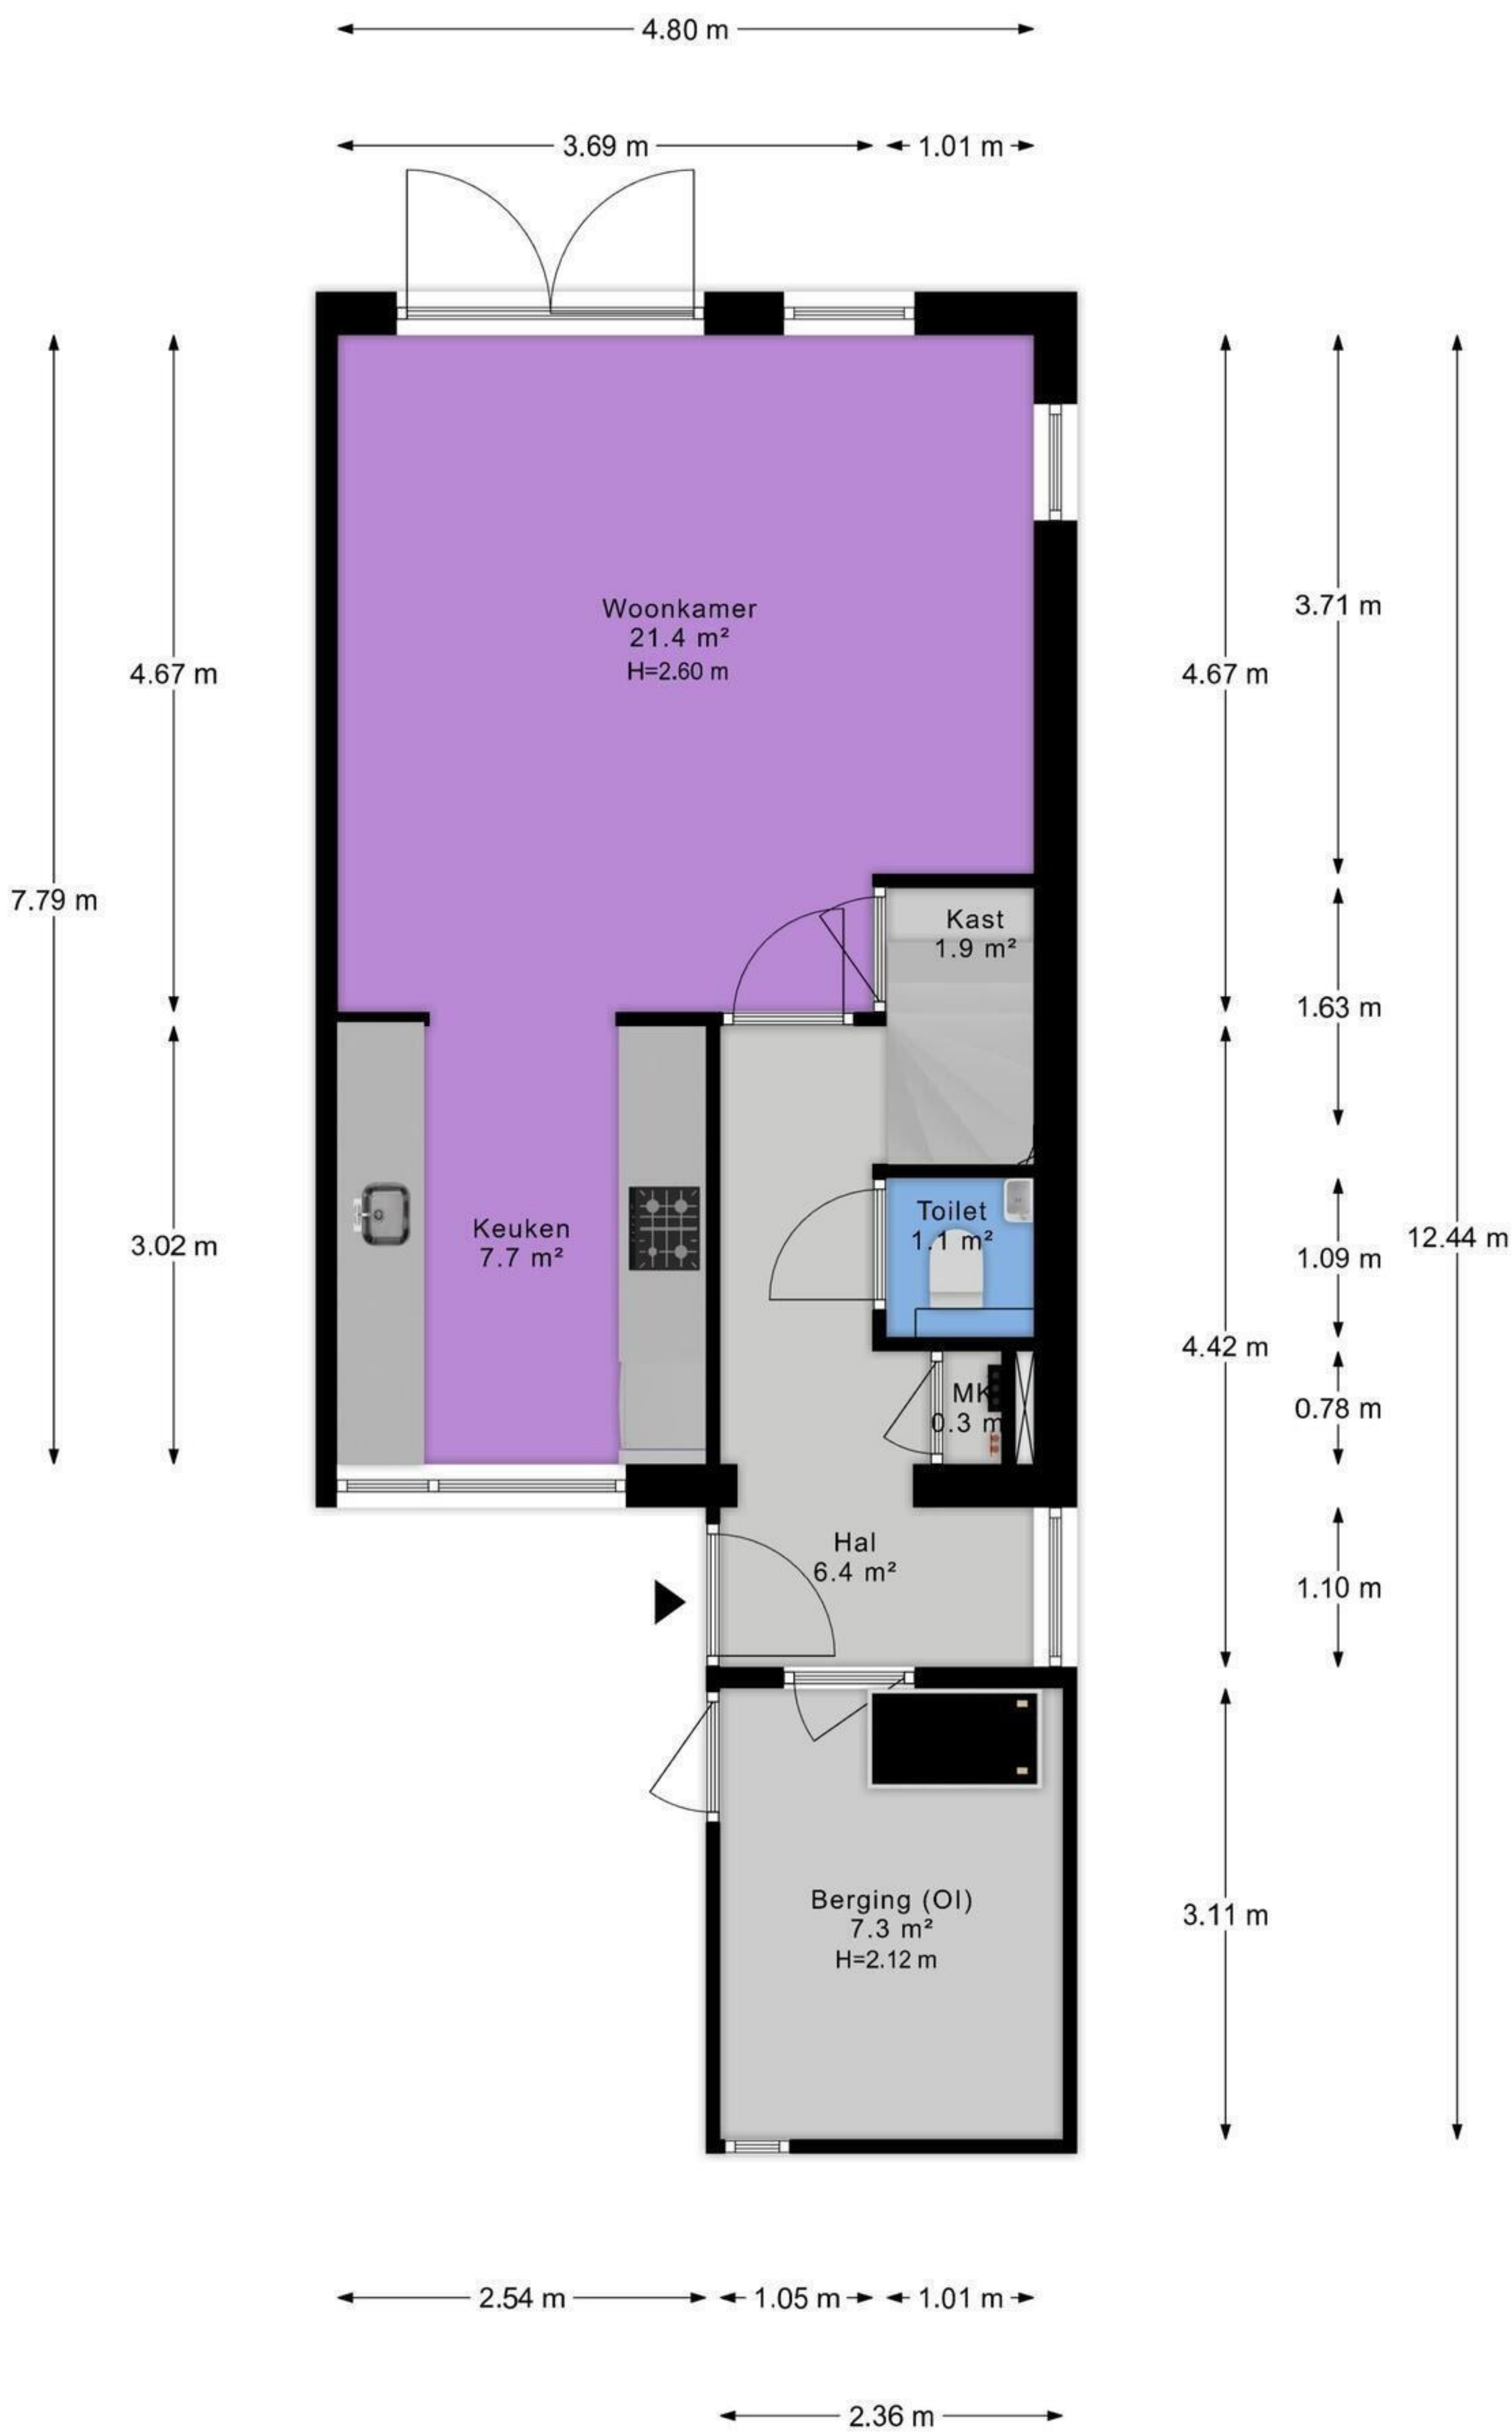 4.80 m
3.69 m
1.01 m
Woonkamer
21.4 m²
H=2.60 m
3.71 m
4.67 m
4.67 m
7.79 m
Kast
1.9 m²
1.63 m
Toilet
1.1 m²
Keuken
7.7 m²
3.02 m
12.44 m
1.09 m
4.42 m
MK
0.3 m
0.78 m
Hal
6.4 m²
1.10 m
Berging (OI)
7.3 m²
H=2.12 m
3.11 m
2.54 m
1.05 m
1.01 m
2.36 m